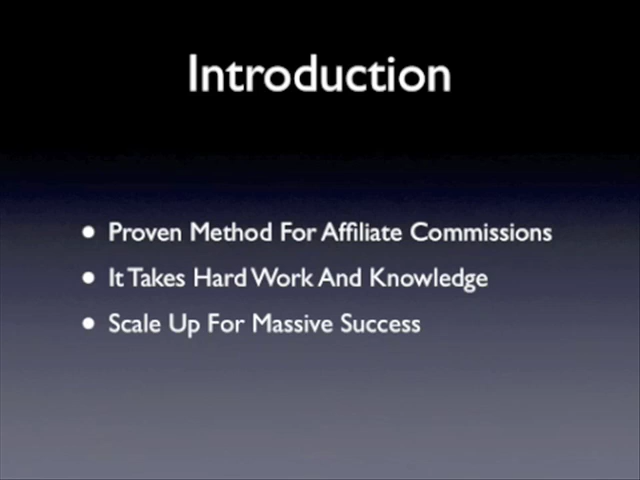 Introduction
• Proven Method For Affiliate Commissions
• It Takes Hard Work And Knowledge
• Scale Up For Massive Success